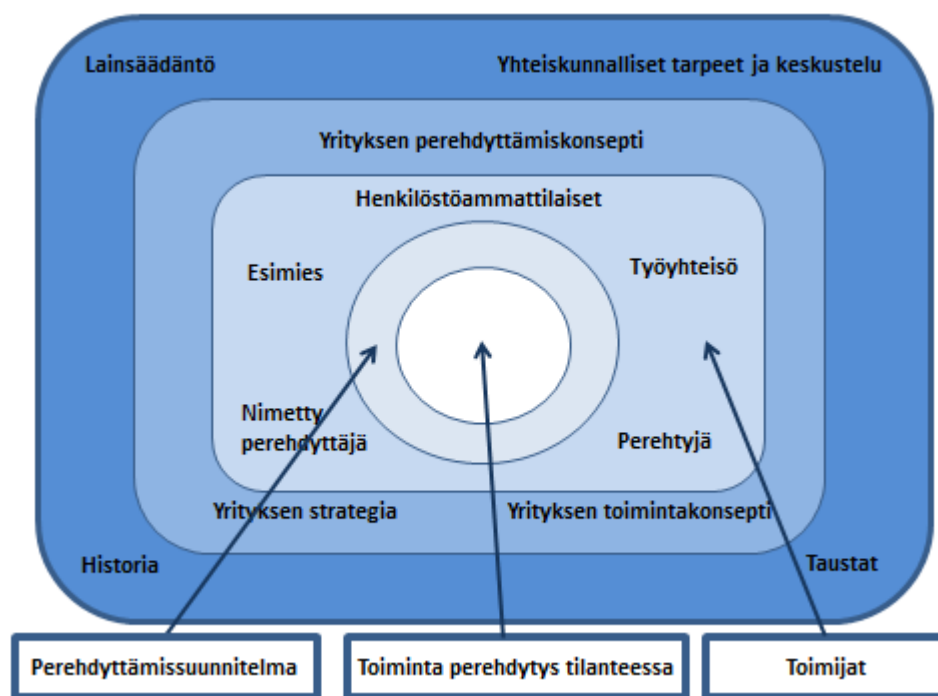 Lainsäädäntö
Yhteiskunnalliset tarpeet ja keskustelu
Yrityksen perehdyttämiskonsepti
Henkilöstöammattilaiset
Esimies
Työyhteisö
Nimetty
perehdyttäjä
Perehtyjä
Yrityksen strategia
Yrityksen toimintakonsepti
Historia
Taustat
Perehdyttämissuunnitelma
Toiminta perehdytys tilanteessa
Toimijat